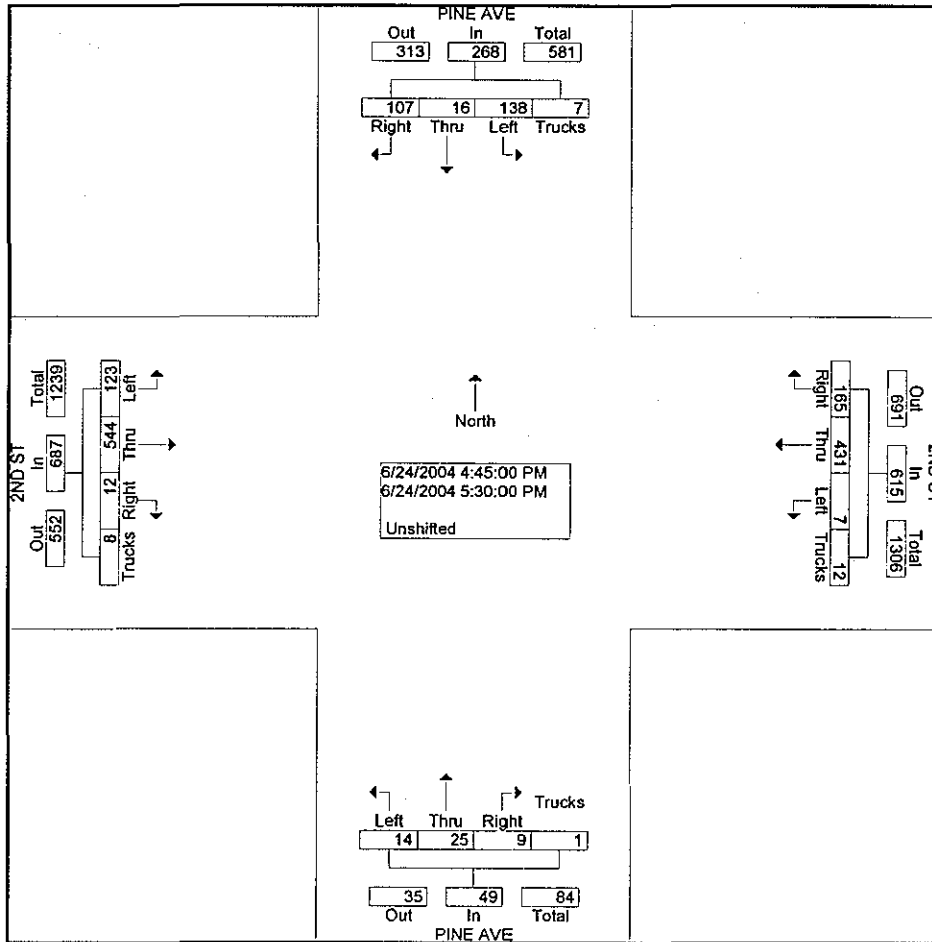 PINE AVE
Out In Total
313 268 581
107 16 138 7
Right Thru Left Trucks
2ND ST
Total In Out
1239 687 552
123 544 12 8
Left Thru Right Trucks
North
6/24/2004 4:45:00 PM
6/24/2004 5:30:00 PM
Unshifted
Right Thru Left Trucks
165 431 7 12
Out In Total
691 615 1306
Left Thru Right Trucks
14 25 9 1
35 49 84
Out In Total
PINE AVE